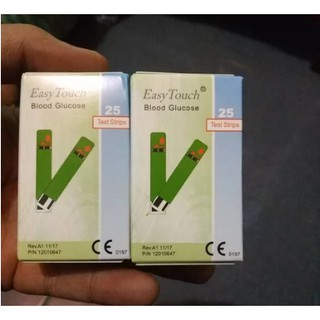 EasyTouch
Blood Glucose
25
Test Strips
Rev.A1 11/17
P/N 12010647
CE 0197
EasyTouch®
Blood Glucose
25
Test Strips
Rev.A1 11/17
P/N 12010647
CE 0197